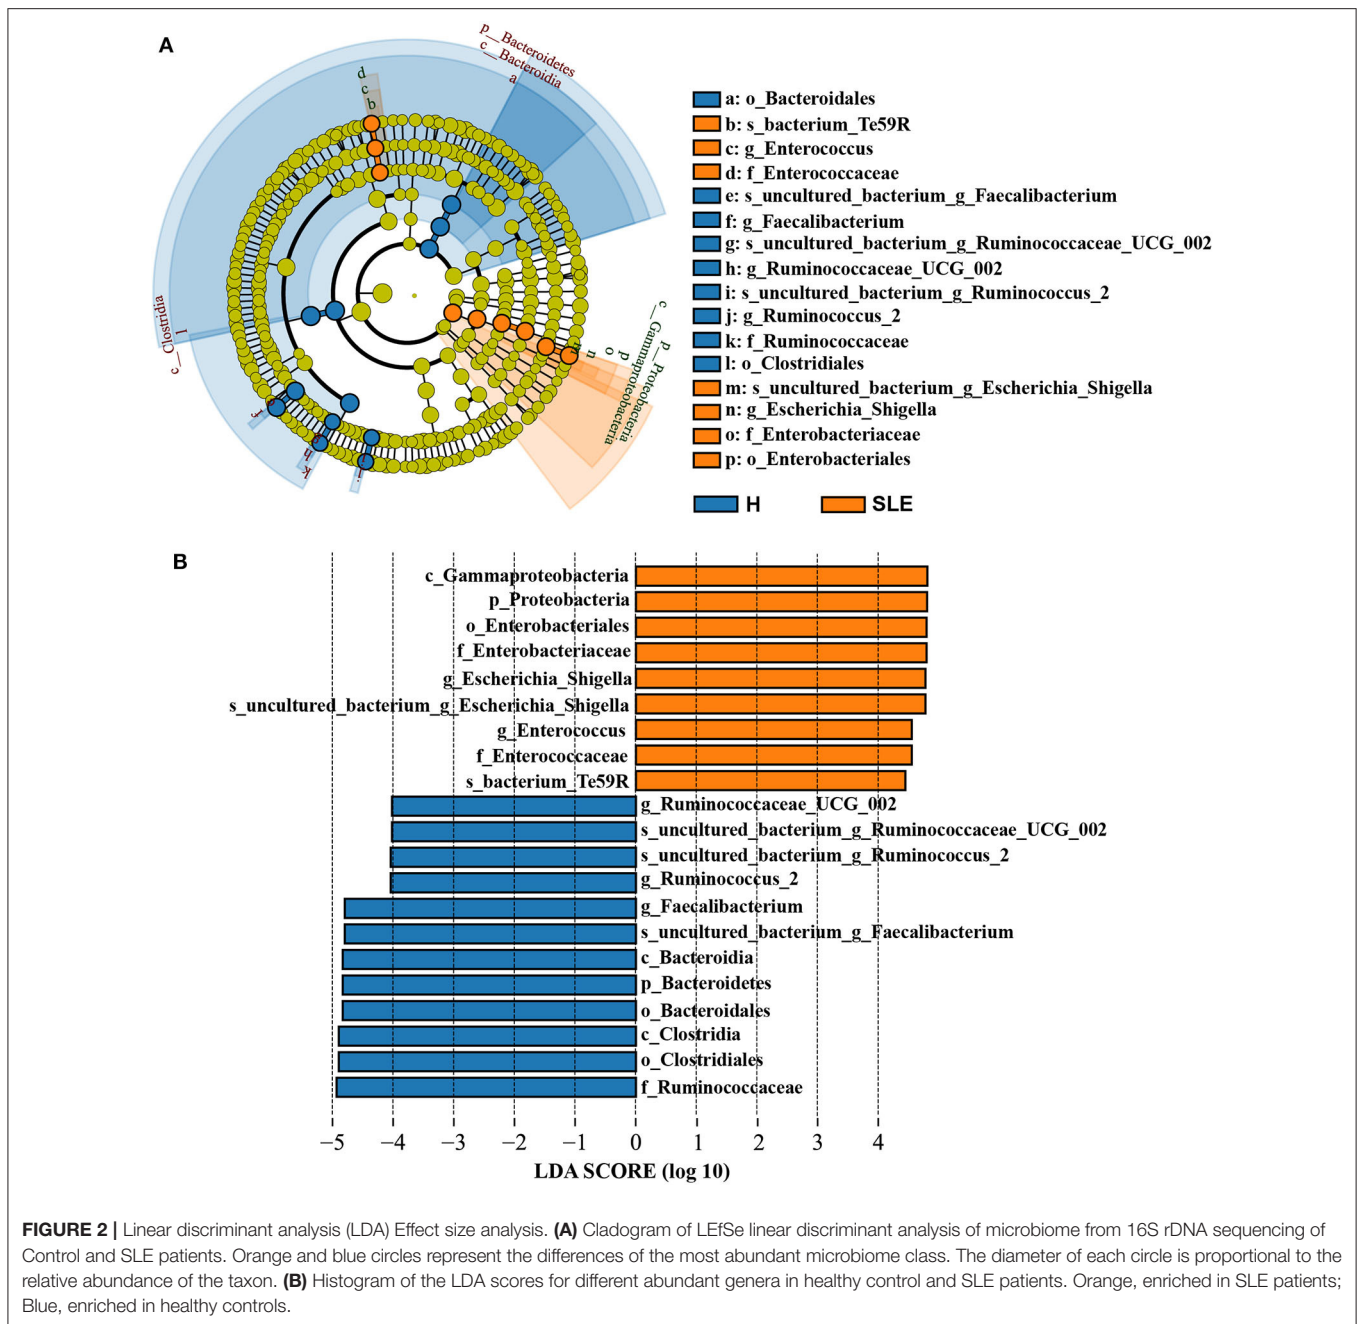 A
p__Bacteroidetes
c__Bacteroidia
a
d
c
b
c__Clostridia
l
k
h
n
p
o
c__Gammaproteobacteria
p__Proteobacteria
a: o_Bacteroidales
b: s_bacterium_Te59R
c: g_Enterococcus
d: f_Enterococcaceae
e: s_uncultured_bacterium_g_Faecalibacterium
f: g_Faecalibacterium
g: s_uncultured_bacterium_g_Ruminococcaceae_UCG_002
h: g_Ruminococcaceae_UCG_002
i: s_uncultured_bacterium_g_Ruminococcus_2
j: g_Ruminococcus_2
k: f_Ruminococcaceae
l: o_Clostridiales
m: s_uncultured_bacterium_g_Escherichia_Shigella
n: g_Escherichia_Shigella
o: f_Enterobacteriaceae
p: o_Enterobacteriales
H SLE
B
c_Gammaproteobacteria
p_Proteobacteria
o_Enterobacteriales
f_Enterobacteriaceae
g_Escherichia_Shigella
s_uncultured_bacterium_g_Escherichia_Shigella
g_Enterococcus
f_Enterococcaceae
s_bacterium_Te59R
g_Ruminococcaceae_UCG_002
s_uncultured_bacterium_g_Ruminococcaceae_UCG_002
s_uncultured_bacterium_g_Ruminococcus_2
g_Ruminococcus_2
g_Faecalibacterium
s_uncultured_bacterium_g_Faecalibacterium
c_Bacteroidia
p_Bacteroidetes
o_Bacteroidales
c_Clostridia
o_Clostridiales
f_Ruminococcaceae
−5 −4 −3 −2 −1 0 1 2 3 4
LDA SCORE (log 10)
FIGURE 2 | Linear discriminant analysis (LDA) Effect size analysis. (A) Cladogram of LEfSe linear discriminant analysis of microbiome from 16S rDNA sequencing of
Control and SLE patients. Orange and blue circles represent the differences of the most abundant microbiome class. The diameter of each circle is proportional to the
relative abundance of the taxon. (B) Histogram of the LDA scores for different abundant genera in healthy control and SLE patients. Orange, enriched in SLE patients;
Blue, enriched in healthy controls.